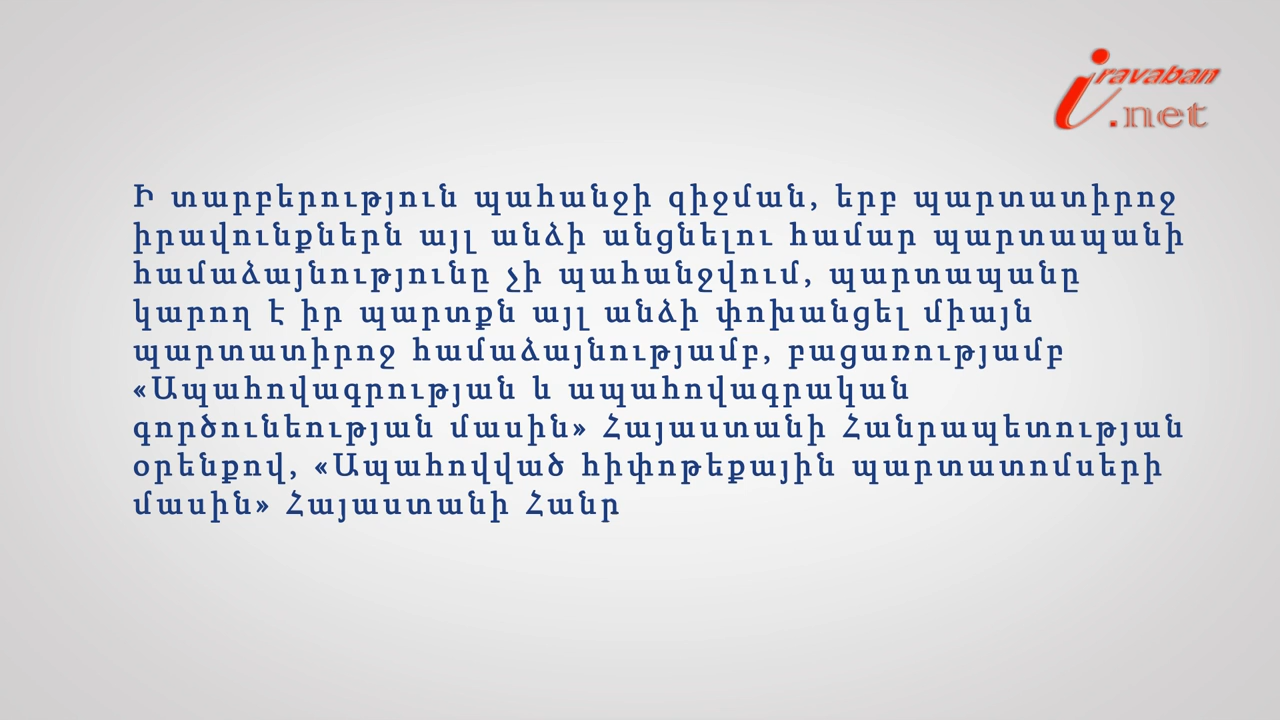 iravaban
.net
Ի տարբերություն պահանջի զիջման, երբ պարտատիրոջ
իրավունքներն այլ անձի անցնելու համար պարտապանի
համաձայնությունը չի պահանջվում, պարտապանը
կարող է իր պարտքն այլ անձի փոխանցել միայն
պարտատիրոջ համաձայնությամբ, բացառությամբ
«Ապահովագրության և ապահովագրական
գործունեության մասին» Հայաստանի Հանրապետության
օրենքով, «Ապահովված հիփոթեքային պարտատոմսերի
մասին» Հայաստանի Հանր